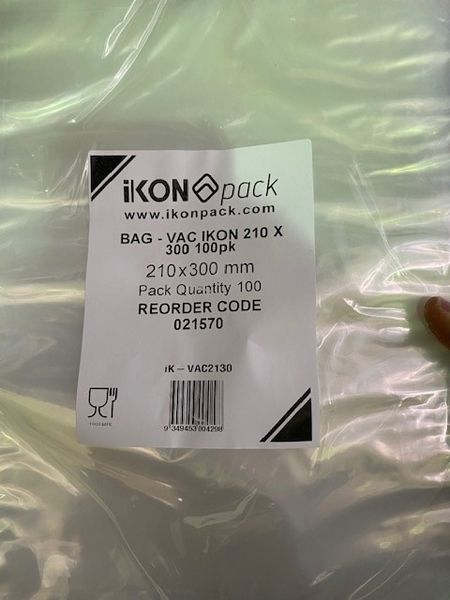 iKON pack
www.ikonpack.com
BAG - VAC IKON 210 X
300 100pk
210x300 mm
Pack Quantity 100
REORDER CODE
021570
iK-VAC2130
9 349453 004298
FOOD SAFE